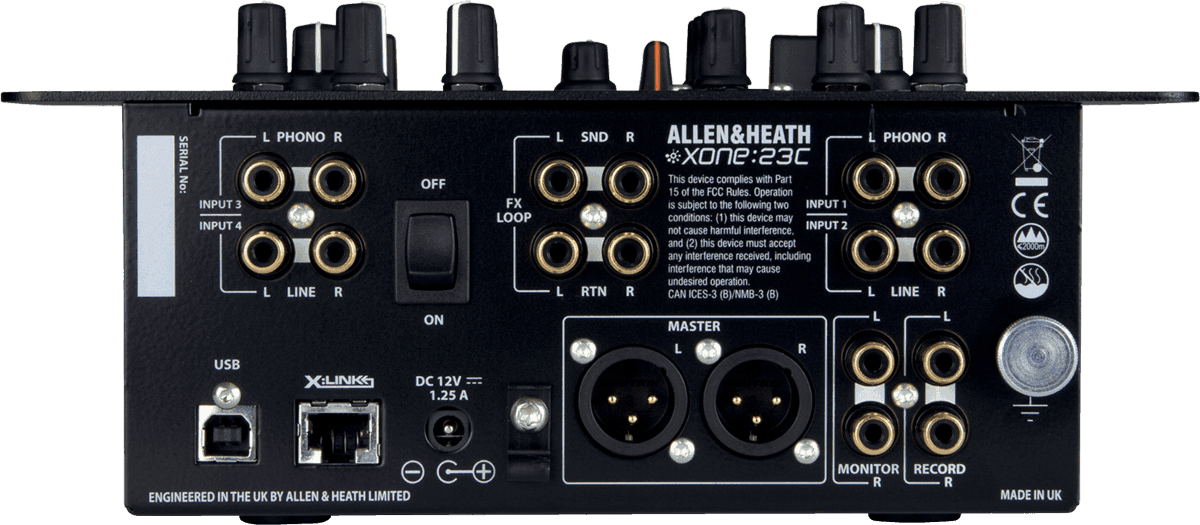 SERIAL No:
L PHONO R
INPUT 3
INPUT 4
L LINE R
OFF
ON
L SND R
FX
LOOP
L RTN R
ALLEN&HEATH
XONE:23C
This device complies with Part
15 of the FCC Rules. Operation
is subject to the following two
conditions: (1) this device may
not cause harmful interference,
and (2) this device must accept
any interference received, including
interference that may cause
undesired operation.
CAN ICES-3 (B)/NMB-3 (B)
L PHONO R
INPUT 1
INPUT 2
L LINE R
CE
≤2000m
USB
X:LINK
DC 12V
1.25 A
MASTER
L
R
L
L
MONITOR
R
RECORD
R
ENGINEERED IN THE UK BY ALLEN & HEATH LIMITED
MADE IN UK